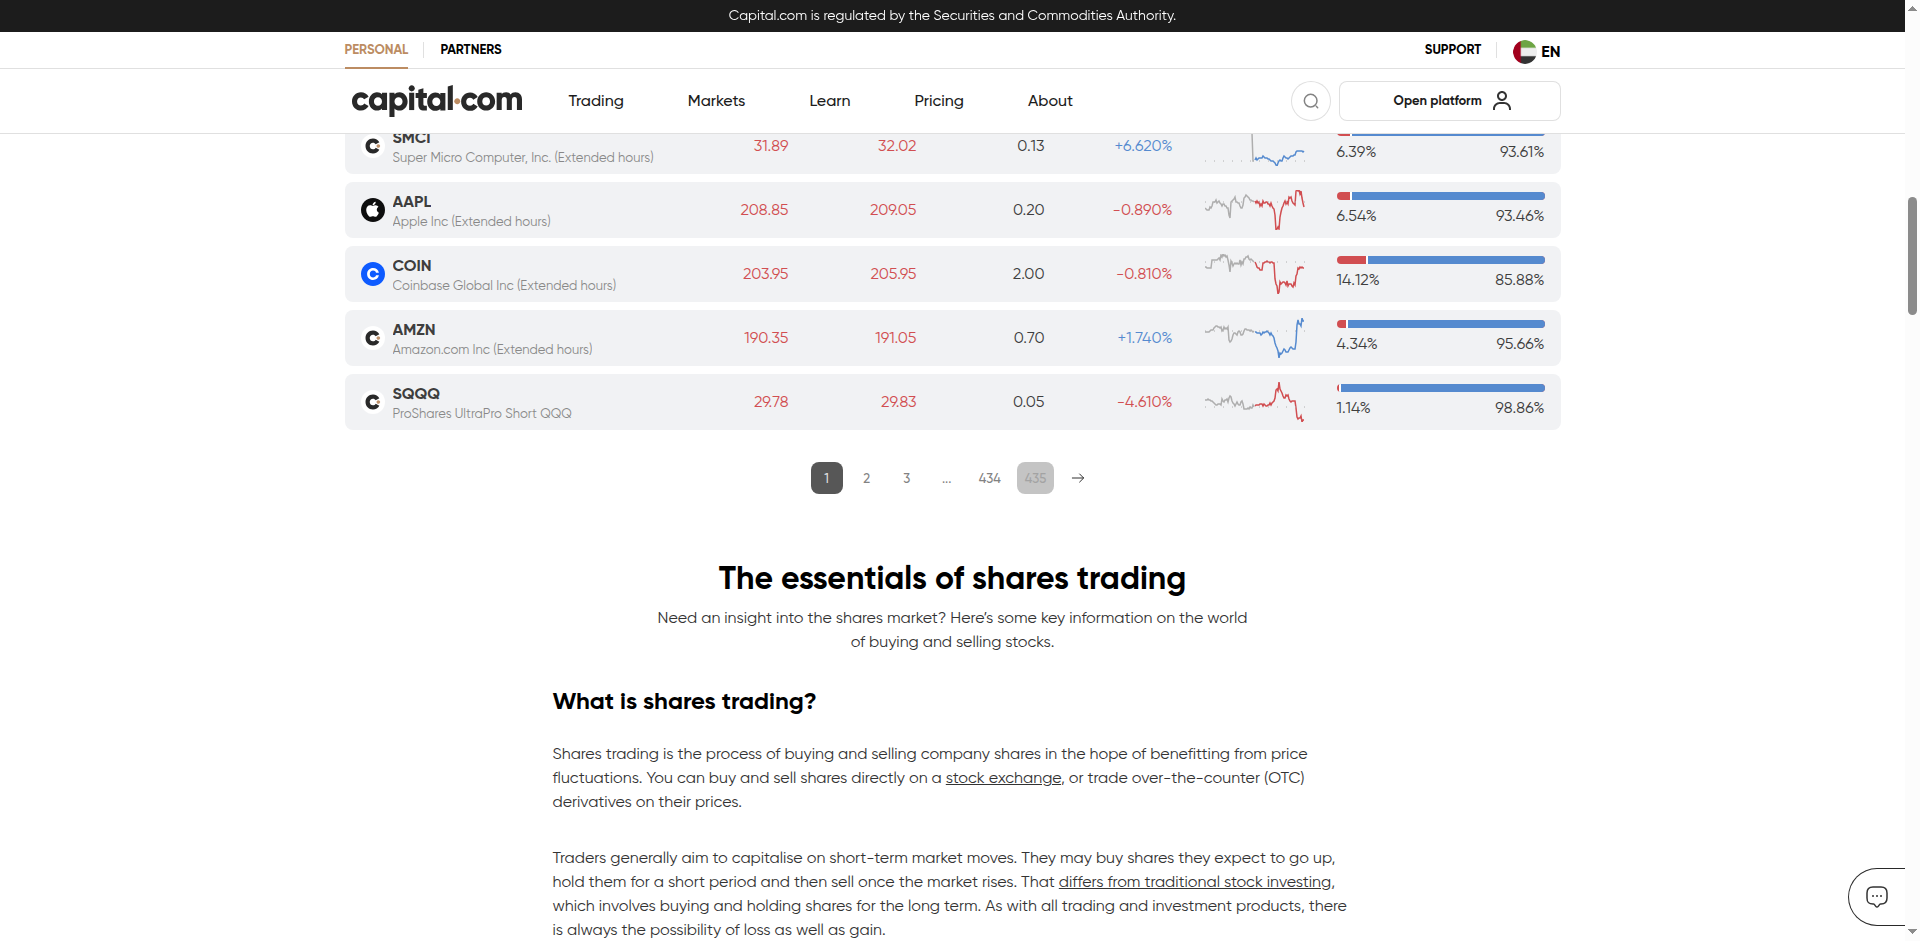 Capital.com is regulated by the Securities and Commodities Authority.
PERSONAL PARTNERS SUPPORT EN
capital.com Trading Markets Learn Pricing About Open platform
SMCI 31.89 32.02 0.13 +6.620% 6.39% 93.61%
Super Micro Computer, Inc. (Extended hours)
AAPL 208.85 209.05 0.20 -0.890% 6.54% 93.46%
Apple Inc (Extended hours)
COIN 203.95 205.95 2.00 -0.810% 14.12% 85.88%
Coinbase Global Inc (Extended hours)
AMZN 190.35 191.05 0.70 +1.740% 4.34% 95.66%
Amazon.com Inc (Extended hours)
SQQQ 29.78 29.83 0.05 -4.610% 1.14% 98.86%
ProShares UltraPro Short QQQ
1 2 3 ... 434 435
The essentials of shares trading
Need an insight into the shares market? Here’s some key information on the world
of buying and selling stocks.
What is shares trading?
Shares trading is the process of buying and selling company shares in the hope of benefitting from price
fluctuations. You can buy and sell shares directly on a stock exchange, or trade over-the-counter (OTC)
derivatives on their prices.
Traders generally aim to capitalise on short-term market moves. They may buy shares they expect to go up,
hold them for a short period and then sell once the market rises. That differs from traditional stock investing,
which involves buying and holding shares for the long term. As with all trading and investment products, there
is always the possibility of loss as well as gain.